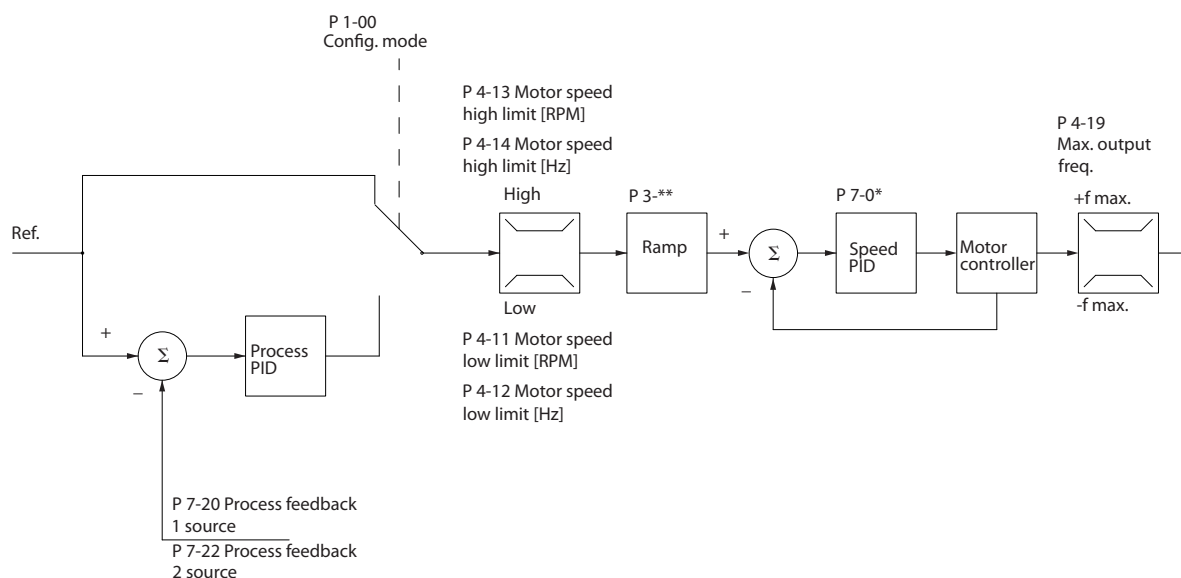 P 1-00
Config. mode
P 4-13 Motor speed
high limit [RPM]
P 4-14 Motor speed
high limit [Hz]
P 4-19
Max. output
freq.
High
P 3-**
P 7-0*
+f max.
Ref.
Ramp
+
Σ
−
Speed
PID
Motor
controller
Low
-f max.
+
Σ
−
Process
PID
P 4-11 Motor speed
low limit [RPM]
P 4-12 Motor speed
low limit [Hz]
P 7-20 Process feedback
1 source
P 7-22 Process feedback
2 source